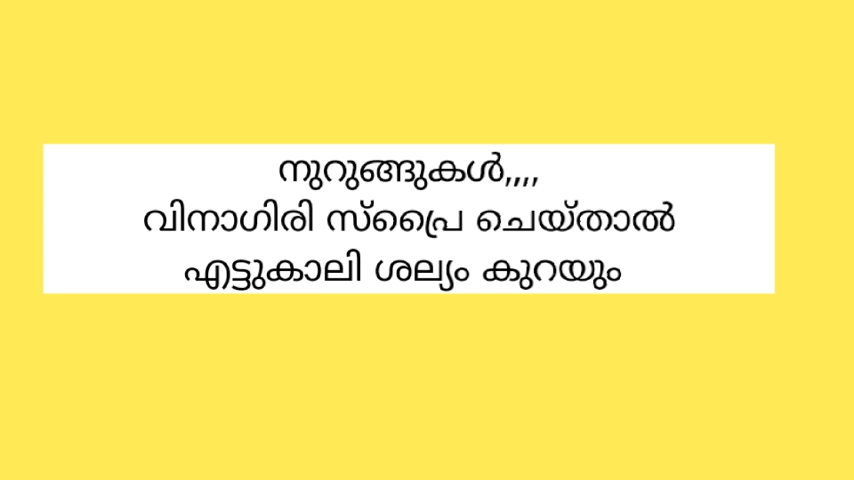 നുറുങ്ങുകൾ,,,,
വിനാഗിരി സ്പ്രൈ ചെയ്താൽ
എട്ടുകാലി ശല്യം കുറയും